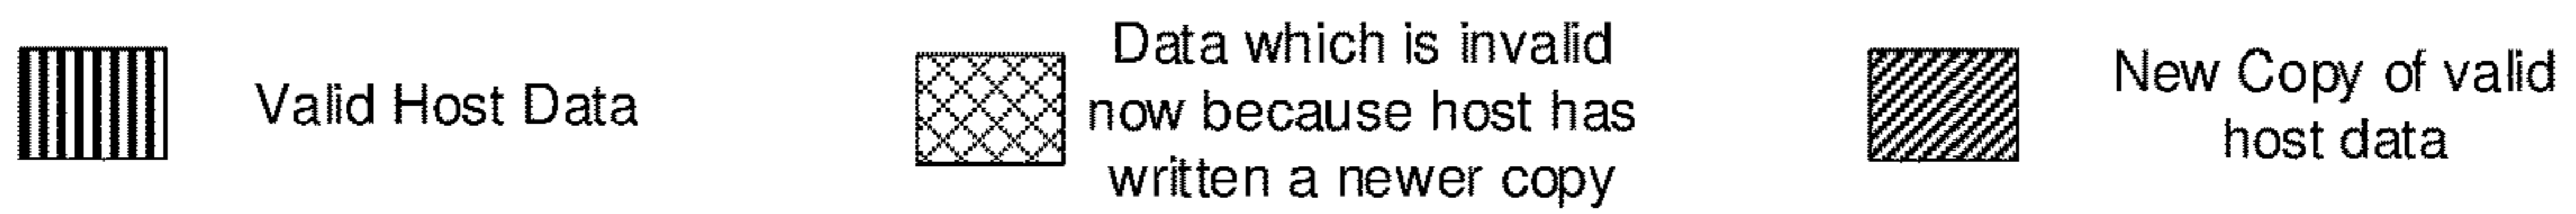 Valid Host Data
Data which is invalid
now because host has
written a newer copy
New Copy of valid
host data